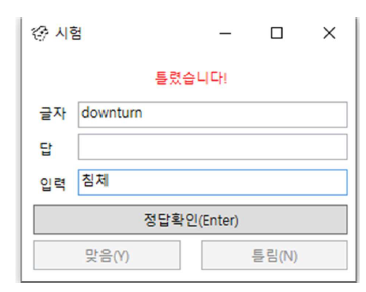 시험
틀렸습니다!
글자 downturn
답
입력 침체
정답확인(Enter)
맞음(Y) 틀림(N)